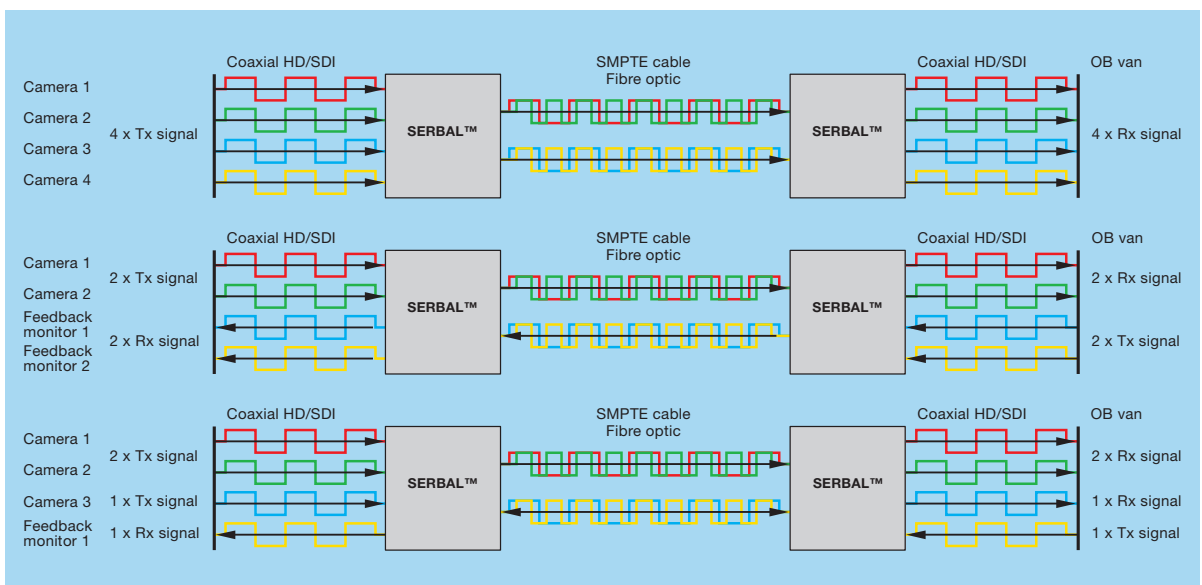 Coaxial HD/SDI
SMPTE cable
Fibre optic
Coaxial HD/SDI
OB van
Camera 1
Camera 2
4 x Tx signal
Camera 3
Camera 4
SERBAL™
SERBAL™
4 x Rx signal
Coaxial HD/SDI
SMPTE cable
Fibre optic
Coaxial HD/SDI
OB van
Camera 1
2 x Tx signal
Camera 2
Feedback
monitor 1
2 x Rx signal
Feedback
monitor 2
SERBAL™
SERBAL™
2 x Rx signal
2 x Tx signal
Coaxial HD/SDI
SMPTE cable
Fibre optic
Coaxial HD/SDI
OB van
Camera 1
2 x Tx signal
Camera 2
Camera 3
1 x Tx signal
Feedback
monitor 1
1 x Rx signal
SERBAL™
SERBAL™
2 x Rx signal
1 x Rx signal
1 x Tx signal